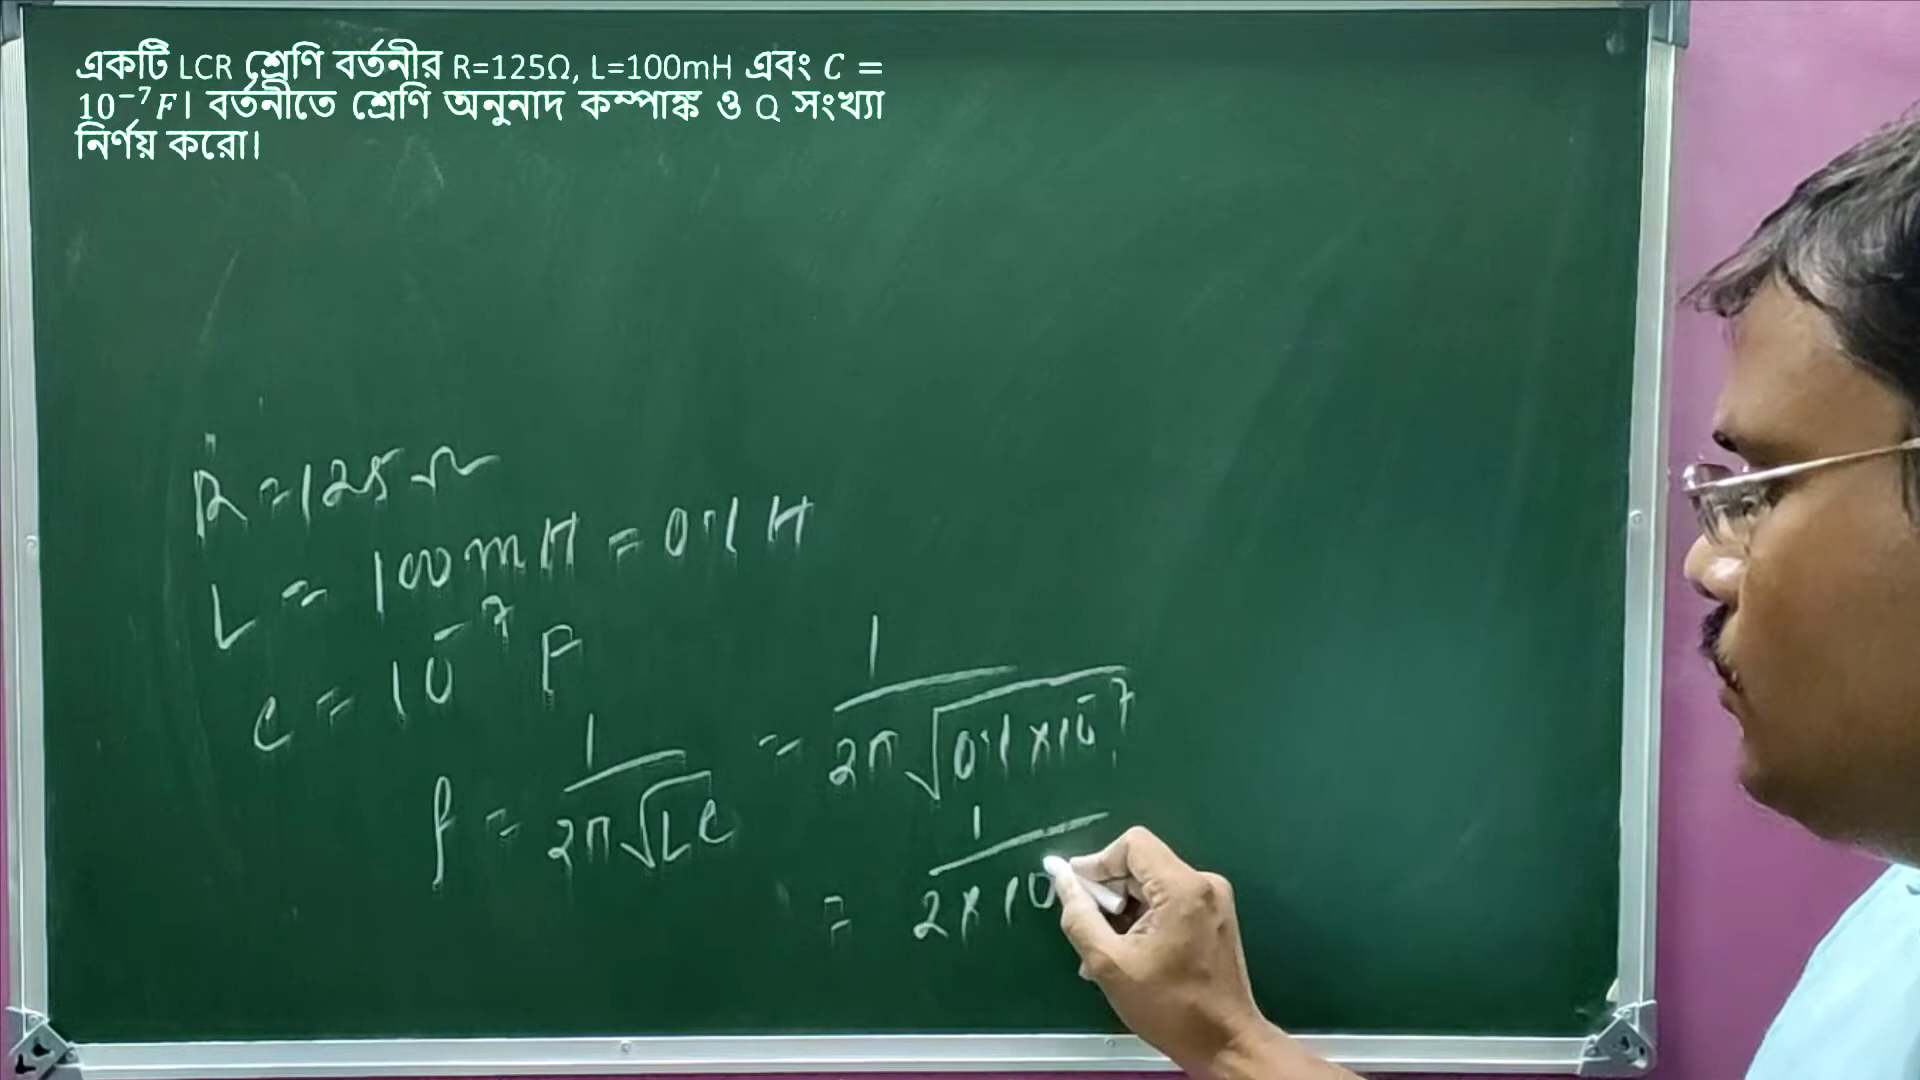 একটি LCR শ্রেণি বর্তনীর R=125Ω, L=100mH এবং C =
10⁻⁷F। বর্তনীতে শ্রেণি অনুনাদ কম্পাঙ্ক ও Q সংখ্যা
নির্ণয় করো।
R = 125 Ω
L = 100 mH = 0.1 H
C = 10⁻⁷ F
f = 1/(2π√LC) = 1/(2π√(0.1×10⁻⁷))
= 1/(2×10